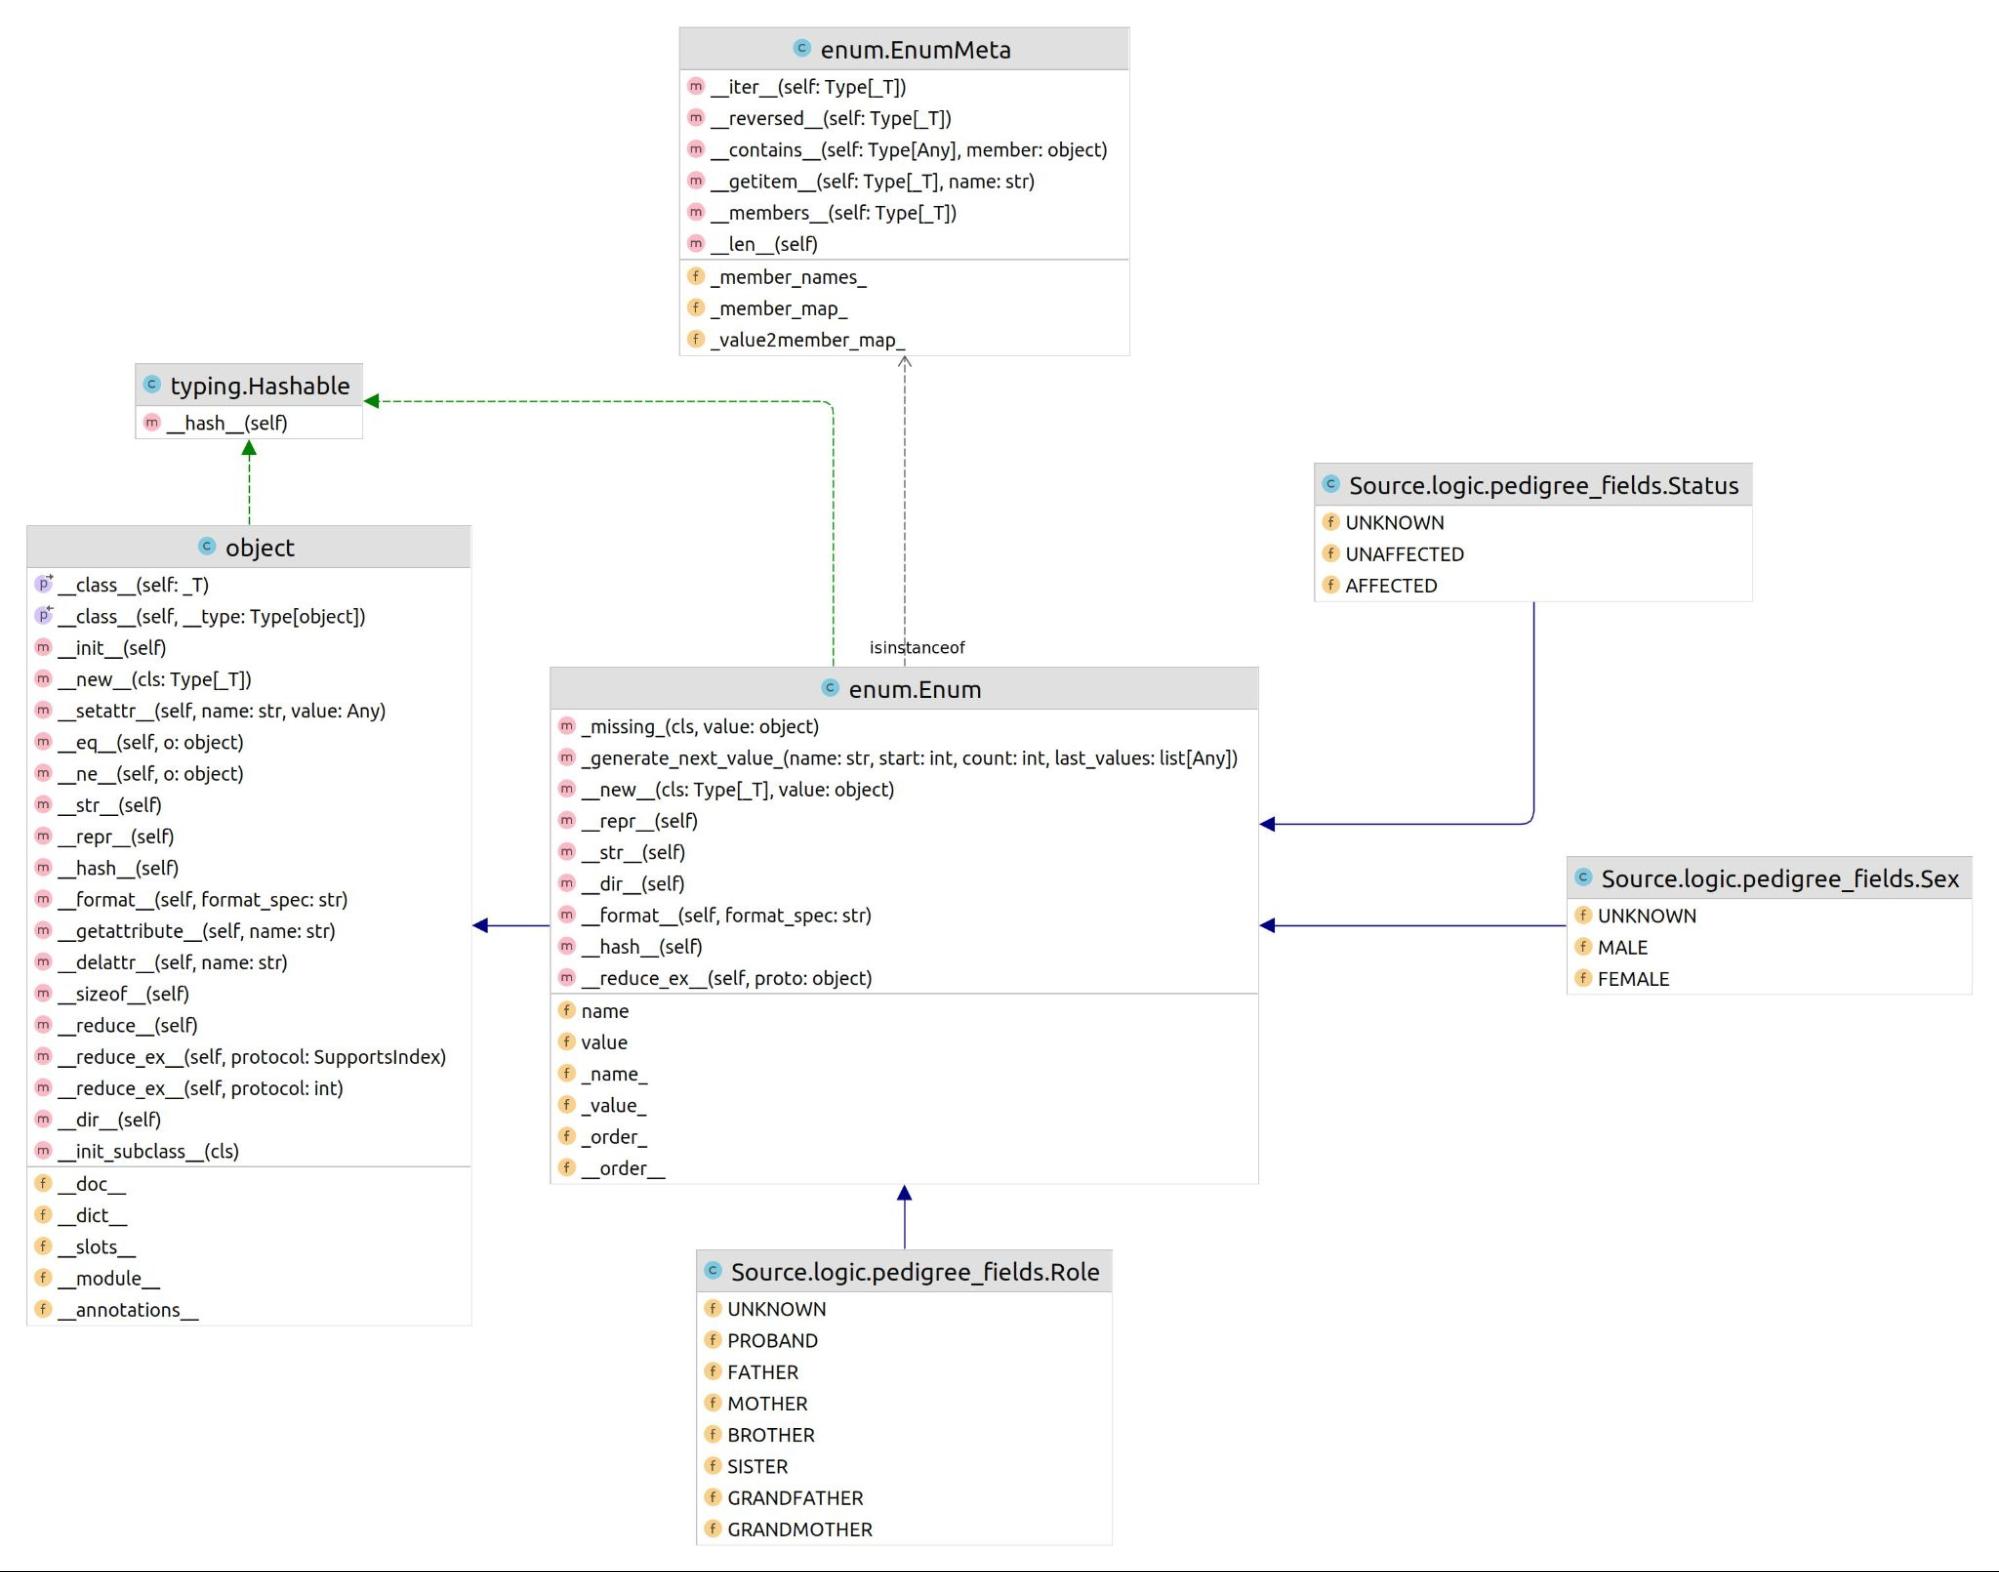 enum.EnumMeta
__iter__(self: Type[_T])
__reversed__(self: Type[_T])
__contains__(self: Type[Any], member: object)
__getitem__(self: Type[_T], name: str)
__members__(self: Type[_T])
__len__(self)
_member_names_
_member_map_
_value2member_map_
typing.Hashable
__hash__(self)
object
__class__(self: _T)
__class__(self, __type: Type[object])
__init__(self)
__new__(cls: Type[_T])
__setattr__(self, name: str, value: Any)
__eq__(self, o: object)
__ne__(self, o: object)
__str__(self)
__repr__(self)
__hash__(self)
__format__(self, format_spec: str)
__getattribute__(self, name: str)
__delattr__(self, name: str)
__sizeof__(self)
__reduce__(self)
__reduce_ex__(self, protocol: SupportsIndex)
__reduce_ex__(self, protocol: int)
__dir__(self)
__init_subclass__(cls)
__doc__
__dict__
__slots__
__module__
__annotations__
isinstanceof
enum.Enum
_missing_(cls, value: object)
_generate_next_value_(name: str, start: int, count: int, last_values: list[Any])
__new__(cls: Type[_T], value: object)
__repr__(self)
__str__(self)
__dir__(self)
__format__(self, format_spec: str)
__hash__(self)
__reduce_ex__(self, proto: object)
name
value
_name_
_value_
_order_
__order__
Source.logic.pedigree_fields.Status
UNKNOWN
UNAFFECTED
AFFECTED
Source.logic.pedigree_fields.Sex
UNKNOWN
MALE
FEMALE
Source.logic.pedigree_fields.Role
UNKNOWN
PROBAND
FATHER
MOTHER
BROTHER
SISTER
GRANDFATHER
GRANDMOTHER